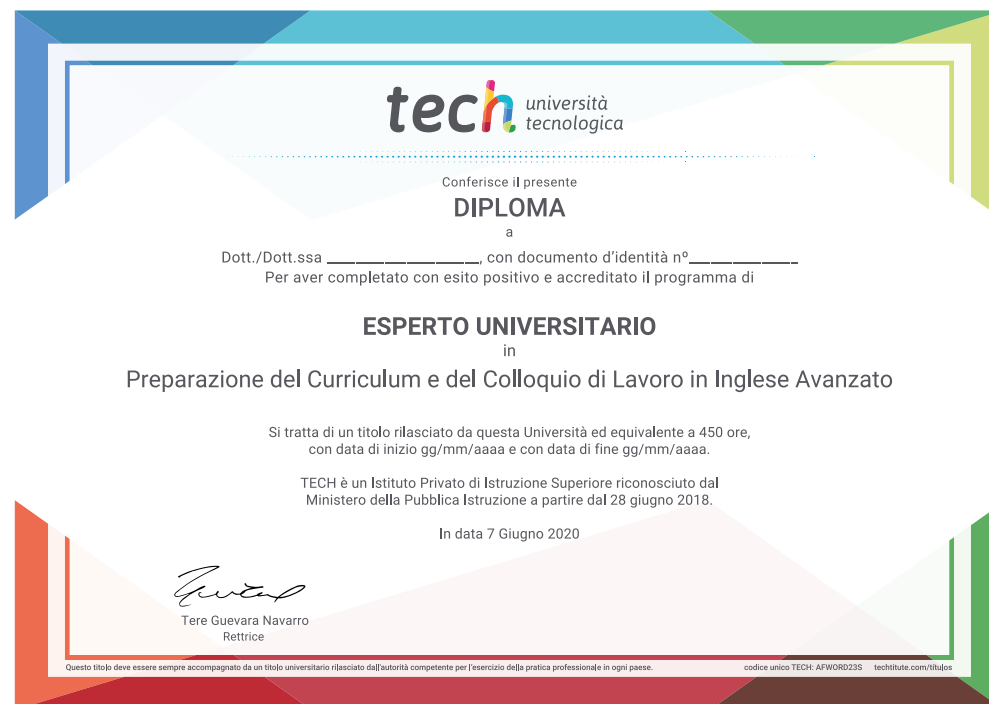 tech università
tecnologica
Conferisce il presente
DIPLOMA
a
Dott./Dott.ssa ____________________, con documento d'identità nº_______________
Per aver completato con esito positivo e accreditato il programma di
ESPERTO UNIVERSITARIO
in
Preparazione del Curriculum e del Colloquio di Lavoro in Inglese Avanzato
Si tratta di un titolo rilasciato da questa Università ed equivalente a 450 ore,
con data di inizio gg/mm/aaaa e con data di fine gg/mm/aaaa.
TECH è un Istituto Privato di Istruzione Superiore riconosciuto dal
Ministero della Pubblica Istruzione a partire dal 28 giugno 2018.
In data 7 Giugno 2020
Tere Guevara Navarro
Rettrice
Questo titolo deve essere sempre accompagnato da un titolo universitario rilasciato dall'autorità competente per l'esercizio della pratica professionale in ogni paese. codice unico TECH: AFWORD23S techtitute.com/títulos